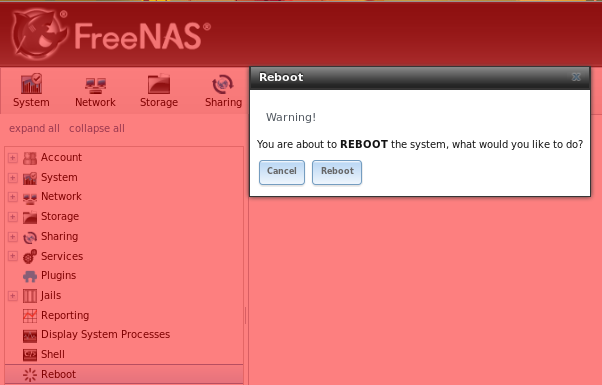 FreeNAS®
System Network Storage Sharing
expand all collapse all
Account
System
Network
Storage
Sharing
Services
Plugins
Jails
Reporting
Display System Processes
Shell
Reboot
Reboot
Warning!
You are about to REBOOT the system, what would you like to do?
Cancel Reboot